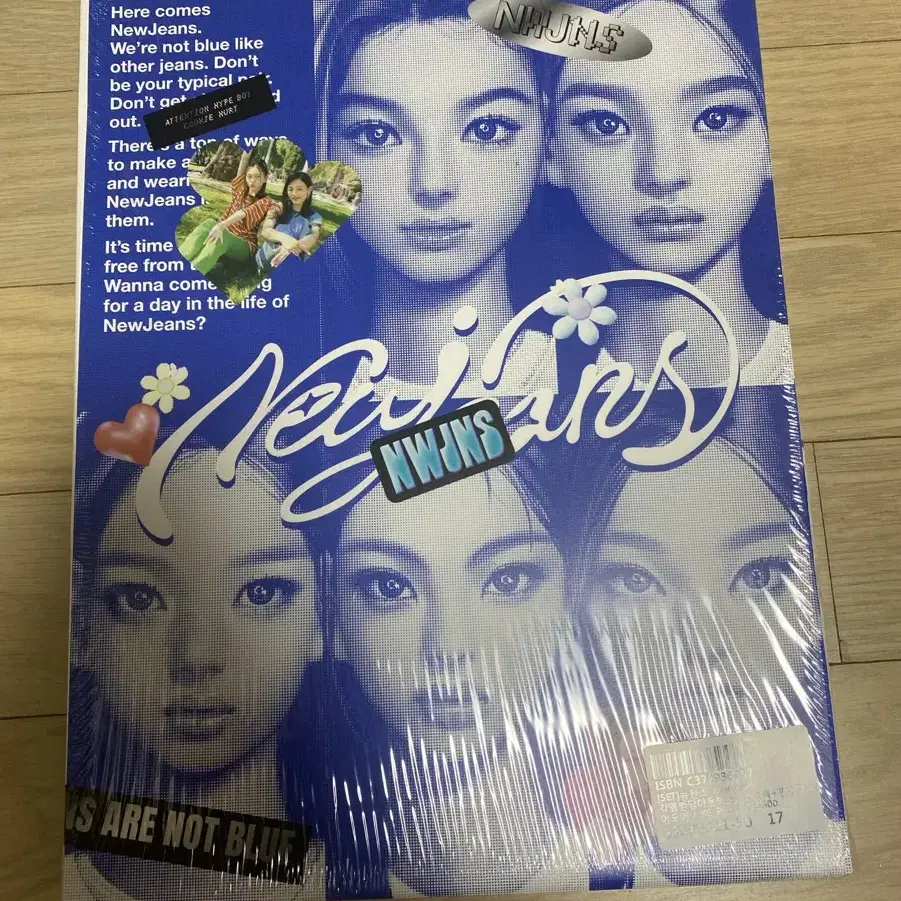 Here comes
NewJeans.
We're not blue like
other jeans. Don't
be your typical
Don't get
out.
ATTENTION HYPE BOY
COOKIE HURT
There's a ton of ways
to make a
and weari
NewJeans
them.
It's time
free from
Wanna come
for a day in the life of
NewJeans?
NWJNS
NewJeans
NWJNS
S ARE NOT BLUE
ISBN
17